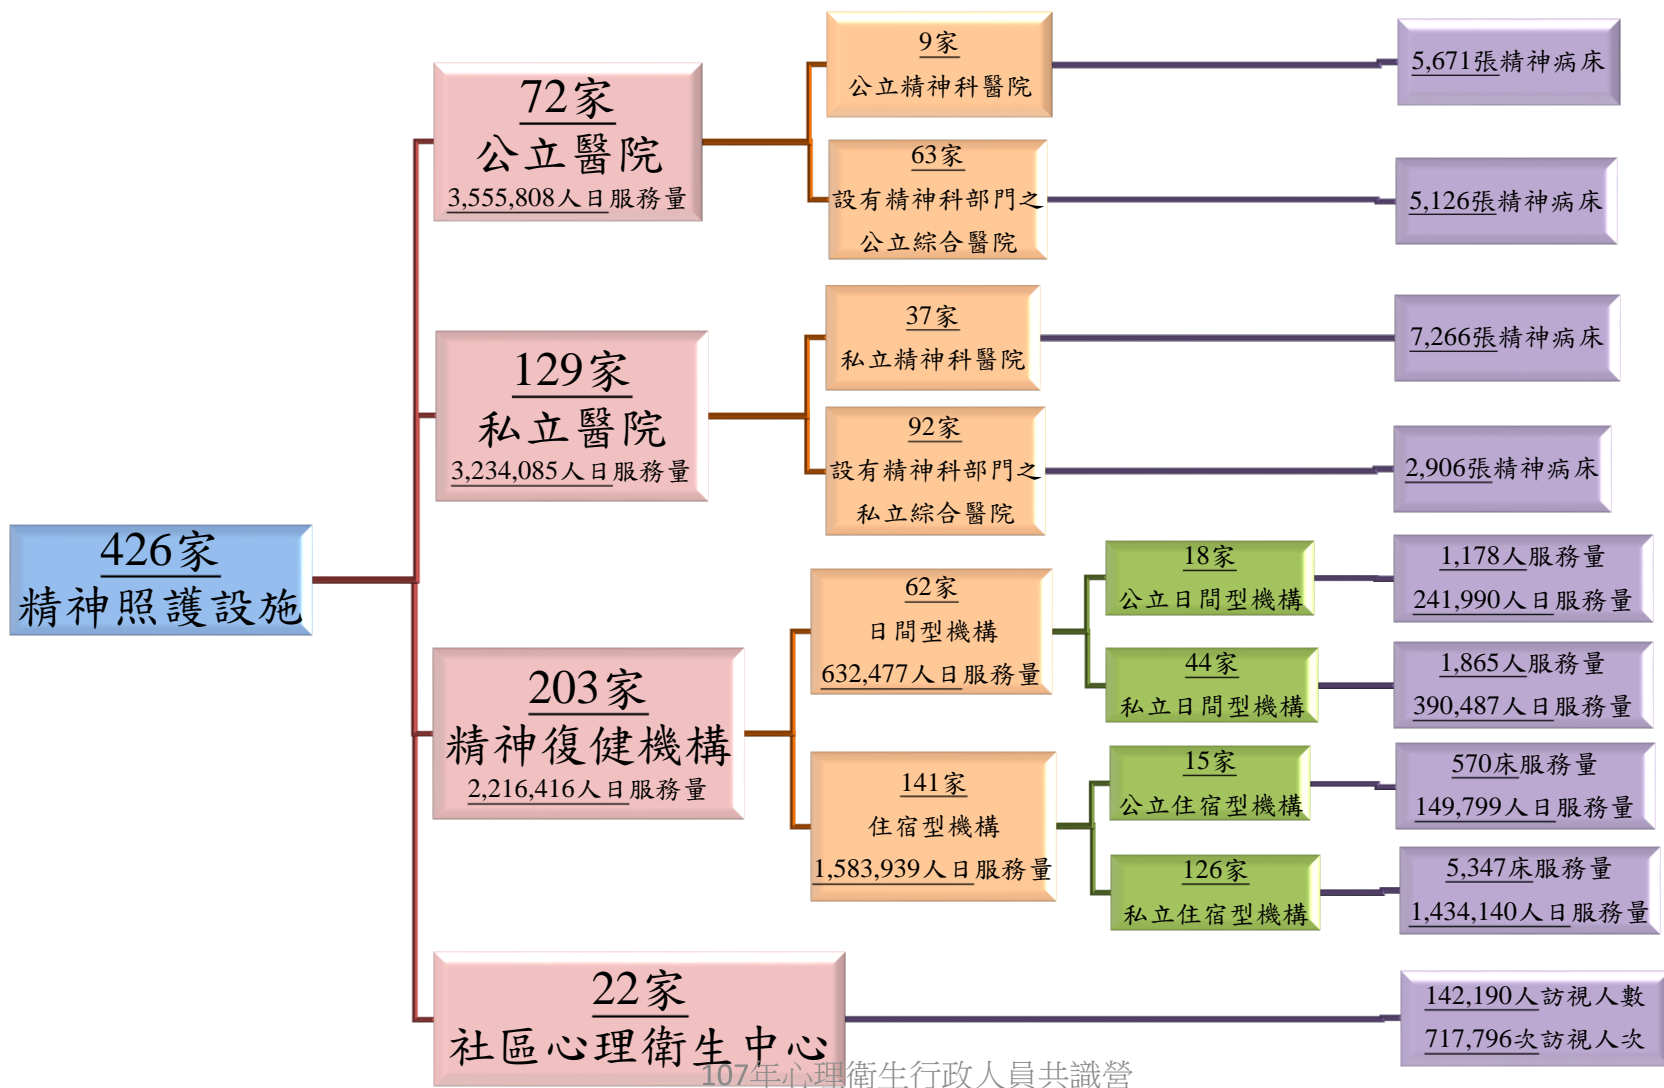 426家
精神照護設施
72家
公立醫院
3,555,808人日服務量
9家
公立精神科醫院
5,671張精神病床
63家
設有精神科部門之
公立綜合醫院
5,126張精神病床
129家
私立醫院
3,234,085人日服務量
37家
私立精神科醫院
7,266張精神病床
92家
設有精神科部門之
私立綜合醫院
2,906張精神病床
203家
精神復健機構
2,216,416人日服務量
62家
日間型機構
632,477人日服務量
18家
公立日間型機構
1,178人服務量
241,990人日服務量
44家
私立日間型機構
1,865人服務量
390,487人日服務量
141家
住宿型機構
1,583,939人日服務量
15家
公立住宿型機構
570床服務量
149,799人日服務量
126家
私立住宿型機構
5,347床服務量
1,434,140人日服務量
22家
社區心理衛生中心
142,190人訪視人數
717,796次訪視人次
107年心理衛生行政人員共識營